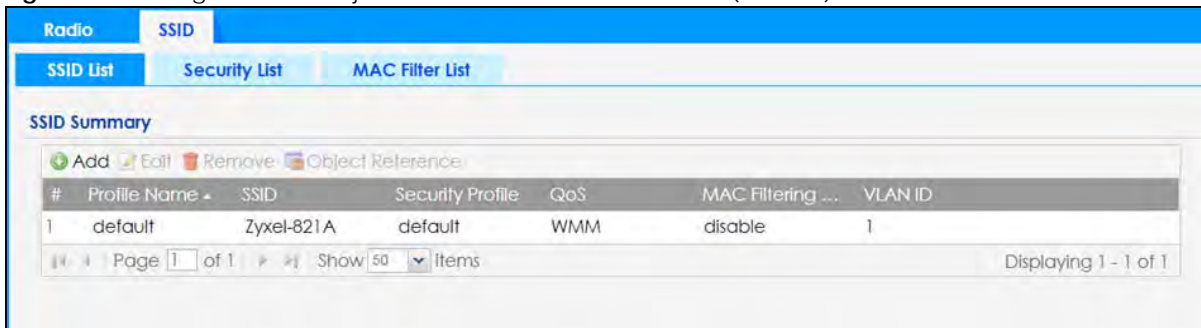 Radio SSID
SSID List Security List MAC Filter List
SSID Summary
Add Edit Remove Object Reference
# Profile Name SSID Security Profile QoS MAC Filtering ... VLAN ID
1 default Zyxel-821A default WMM disable 1
Page 1 of 1 Show 50 Items Displaying 1 - 1 of 1